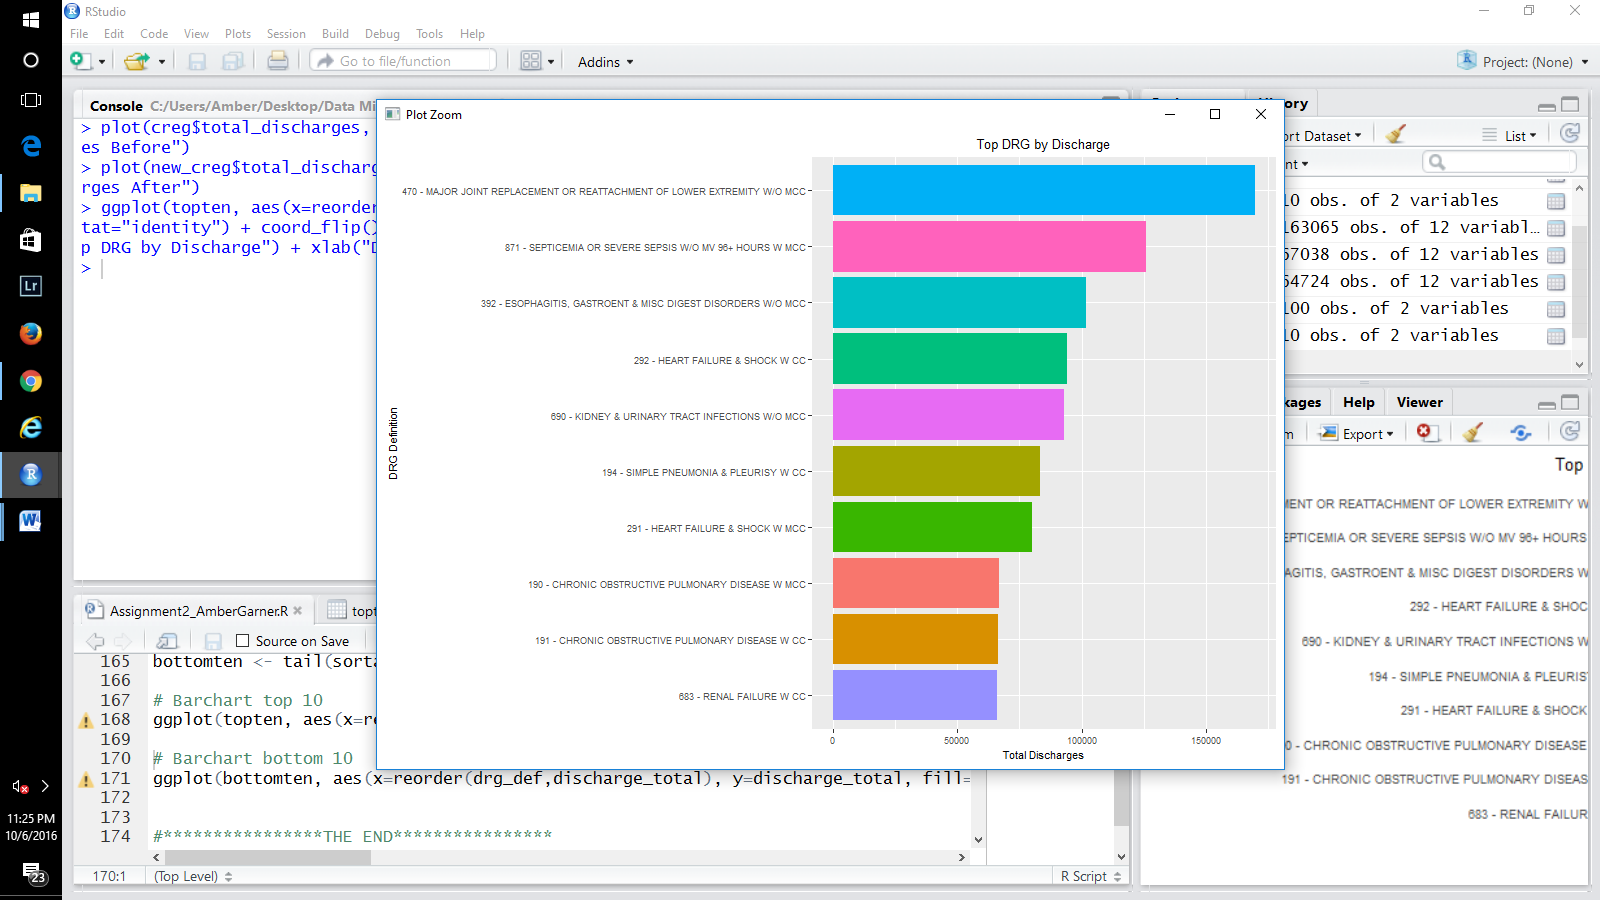 RStudio
File Edit Code View Plots Session Build Debug Tools Help
Go to file/function
Addins
Project: (None)
Console C:/Users/Amber/Desktop/Data Mi
> plot(creg$total_discharges,
es Before")
> plot(new_creg$total_discharg
rges After")
> ggplot(topten, aes(x=reorder
tat="identity") + coord_flip()
p DRG by Discharge") + xlab("D
>
Plot Zoom
Top DRG by Discharge
470 - MAJOR JOINT REPLACEMENT OR REATTACHMENT OF LOWER EXTREMITY W/O MCC
871 - SEPTICEMIA OR SEVERE SEPSIS W/O MV 96+ HOURS W MCC
392 - ESOPHAGITIS, GASTROENT & MISC DIGEST DISORDERS W/O MCC
292 - HEART FAILURE & SHOCK W CC
690 - KIDNEY & URINARY TRACT INFECTIONS W/O MCC
194 - SIMPLE PNEUMONIA & PLEURISY W CC
291 - HEART FAILURE & SHOCK W MCC
190 - CHRONIC OBSTRUCTIVE PULMONARY DISEASE W MCC
191 - CHRONIC OBSTRUCTIVE PULMONARY DISEASE W CC
683 - RENAL FAILURE W CC
DRG Definition
0 50000 100000 150000
Total Discharges
ory
ort Dataset
List
nt
10 obs. of 2 variables
163065 obs. of 12 variabl...
67038 obs. of 12 variables
64724 obs. of 12 variables
100 obs. of 2 variables
10 obs. of 2 variables
kages Help Viewer
m Export
Top
MENT OR REATTACHMENT OF LOWER EXTREMITY W
EPTICEMIA OR SEVERE SEPSIS W/O MV 96+ HOURS
AGITIS, GASTROENT & MISC DIGEST DISORDERS W
292 - HEART FAILURE & SHOC
690 - KIDNEY & URINARY TRACT INFECTIONS W
194 - SIMPLE PNEUMONIA & PLEURIS
291 - HEART FAILURE & SHOCK
0 - CHRONIC OBSTRUCTIVE PULMONARY DISEASE
191 - CHRONIC OBSTRUCTIVE PULMONARY DISEAS
683 - RENAL FAILUR
Assignment2_AmberGarner.R
topt
Source on Save
165 bottomten <- tail(sort
166
167 # Barchart top 10
168 ggplot(topten, aes(x=re
169
170 # Barchart bottom 10
171 ggplot(bottomten, aes(x=reorder(drg_def,discharge_total), y=discharge_total, fill=
172
173
174 #****************THE END****************
170:1 (Top Level) R Script
Lr
11:25 PM
10/6/2016
23